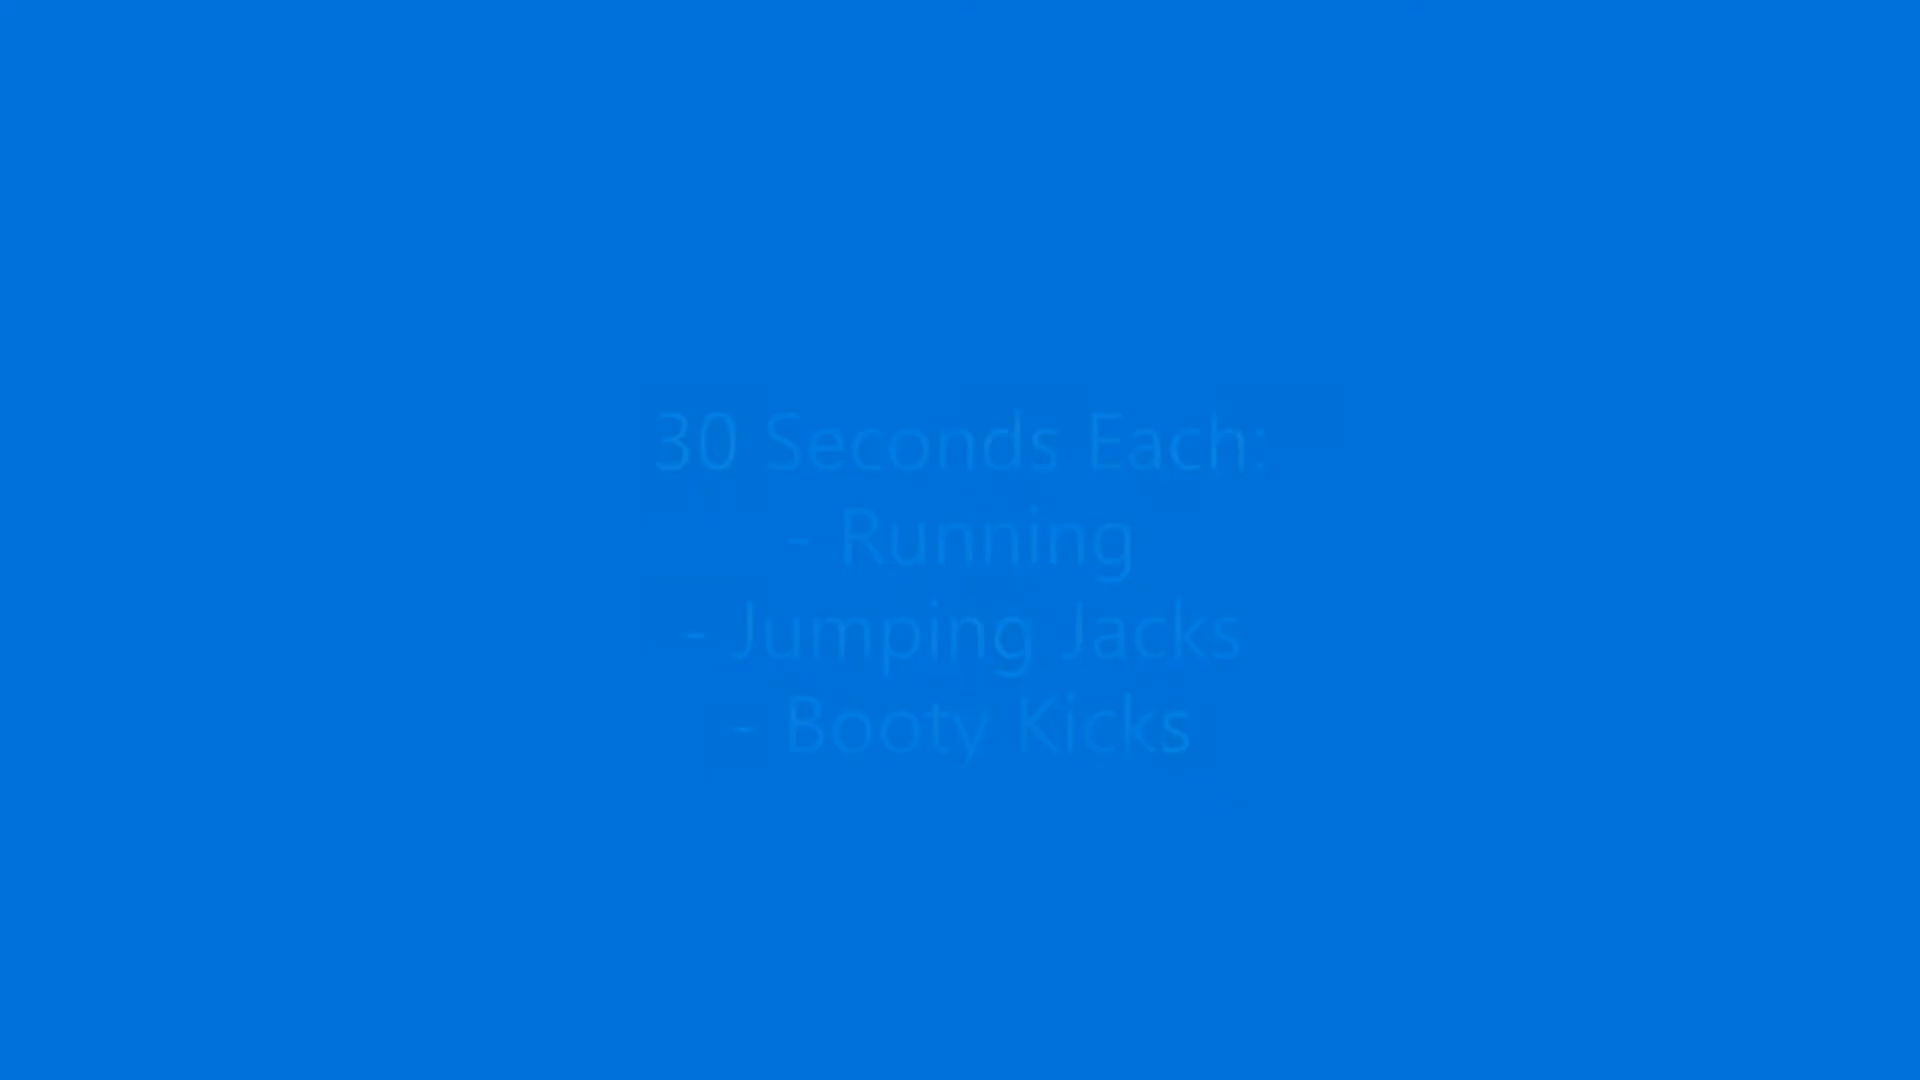 30 Seconds Each:
- Running
- Jumping Jacks
- Booty Kicks